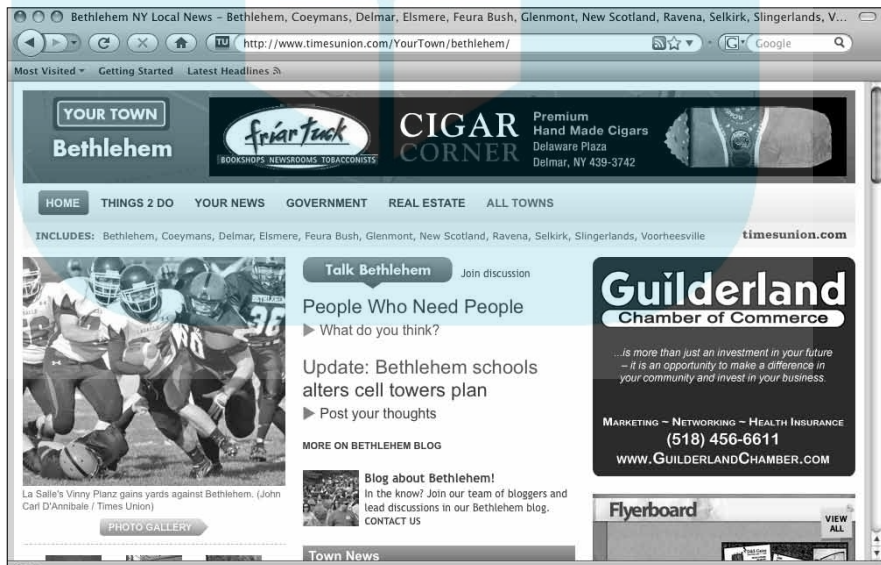 Bethlehem NY Local News – Bethlehem, Coeymans, Delmar, Elsmere, Feura Bush, Glenmont, New Scotland, Ravena, Selkirk, Slingerlands, V...
TU http://www.timesunion.com/YourTown/bethlehem/
G Google
Most Visited Getting Started Latest Headlines
YOUR TOWN
Bethlehem
friar tuck
BOOKSHOPS NEWSROOMS TOBACCONISTS
CIGAR
CORNER
Premium
Hand Made Cigars
Delaware Plaza
Delmar, NY 439-3742
HOME THINGS 2 DO YOUR NEWS GOVERNMENT REAL ESTATE ALL TOWNS
INCLUDES: Bethlehem, Coeymans, Delmar, Elsmere, Feura Bush, Glenmont, New Scotland, Ravena, Selkirk, Slingerlands, Voorheesville timesunion.com
BETHLEHEM
36
La Salle's Vinny Planz gains yards against Bethlehem. (John
Carl D'Annibale / Times Union)
PHOTO GALLERY
Talk Bethlehem Join discussion
People Who Need People
What do you think?
Update: Bethlehem schools
alters cell towers plan
Post your thoughts
MORE ON BETHLEHEM BLOG
Blog about Bethlehem!
In the know? Join our team of bloggers and
lead discussions in our Bethlehem blog.
CONTACT US
Town News
Guilderland
Chamber of Commerce
...is more than just an investment in your future
– it is an opportunity to make a difference in
your community and invest in your business.
MARKETING ~ NETWORKING ~ HEALTH INSURANCE
(518) 456-6611
WWW.GUILDERLANDCHAMBER.COM
Flyerboard
VIEW
ALL